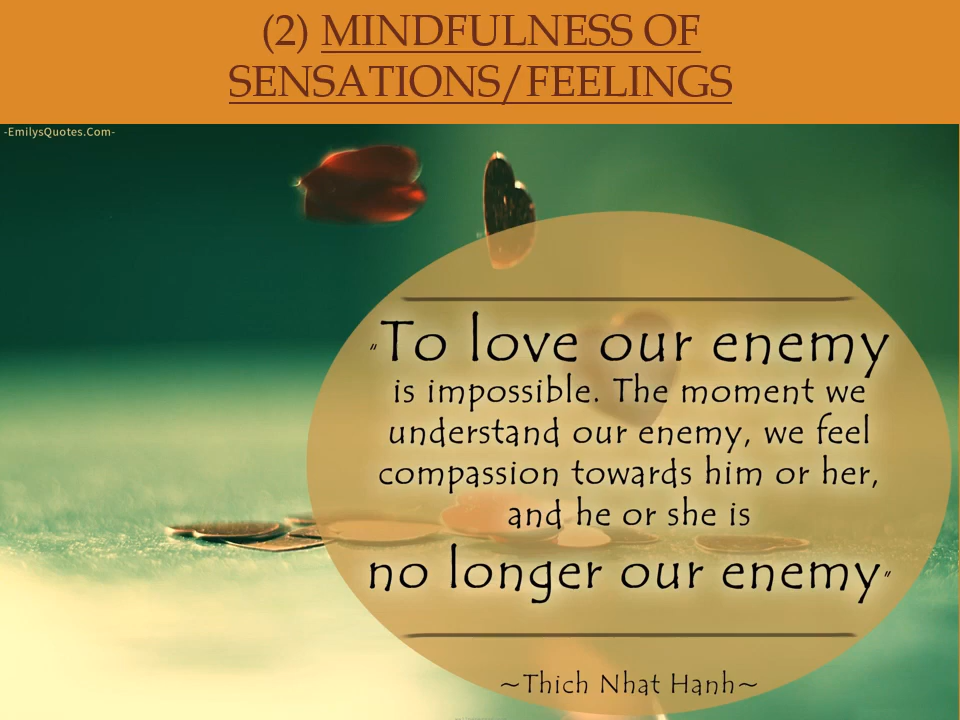 (2) MINDFULNESS OF
SENSATIONS/FEELINGS
-EmilysQuotes.Com-
"To love our enemy
is impossible. The moment we
understand our enemy, we feel
compassion towards him or her,
and he or she is
no longer our enemy"
~Thich Nhat Hanh~